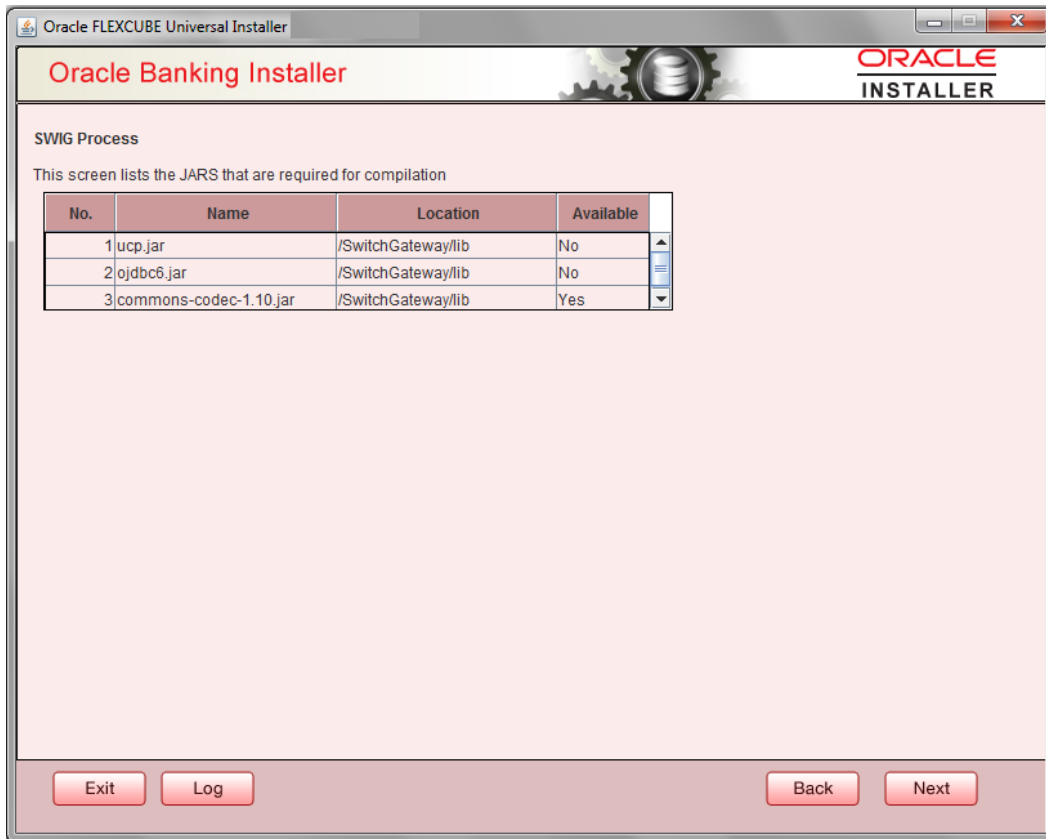 Oracle FLEXCUBE Universal Installer
Oracle Banking Installer
ORACLE
INSTALLER
SWIG Process
This screen lists the JARS that are required for compilation
No. Name Location Available
1 ucp.jar /SwitchGateway/lib No
2 ojdbc6.jar /SwitchGateway/lib No
3 commons-codec-1.10.jar /SwitchGateway/lib Yes
Exit Log Back Next